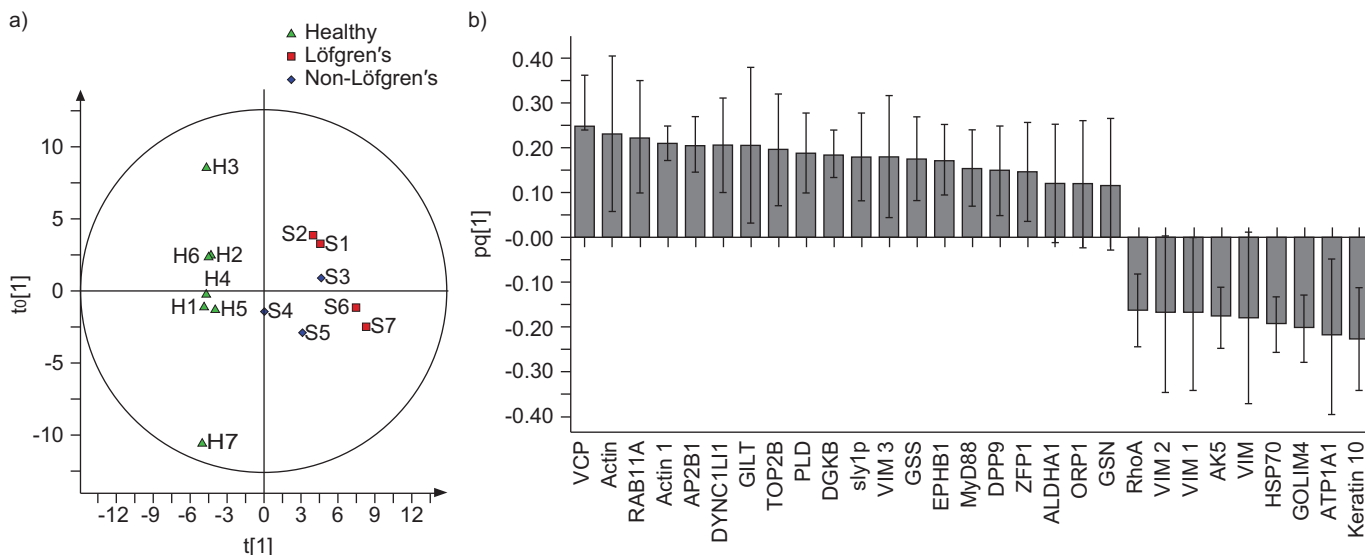 a)
Healthy
Löfgren's
Non-Löfgren's
10
5
0
-5
-10
t0[1]
H3
H6 H2
H4
H1 H5
H7
S2 S1
S3
S4
S6
S5 S7
-12 -9 -6 -3 0 3 6 9 12
t[1]
b)
0.40
0.30
0.20
0.10
-0.00
-0.10
-0.20
-0.30
-0.40
pq[1]
VCP
Actin
RAB11A
Actin 1
AP2B1
DYNC1LI1
GILT
TOP2B
PLD
DGKB
sly1p
VIM 3
GSS
EPHB1
MyD88
DPP9
ZFP1
ALDHA1
ORP1
GSN
RhoA
VIM 2
VIM 1
AK5
VIM
HSP70
GOLIM4
ATP1A1
Keratin 10